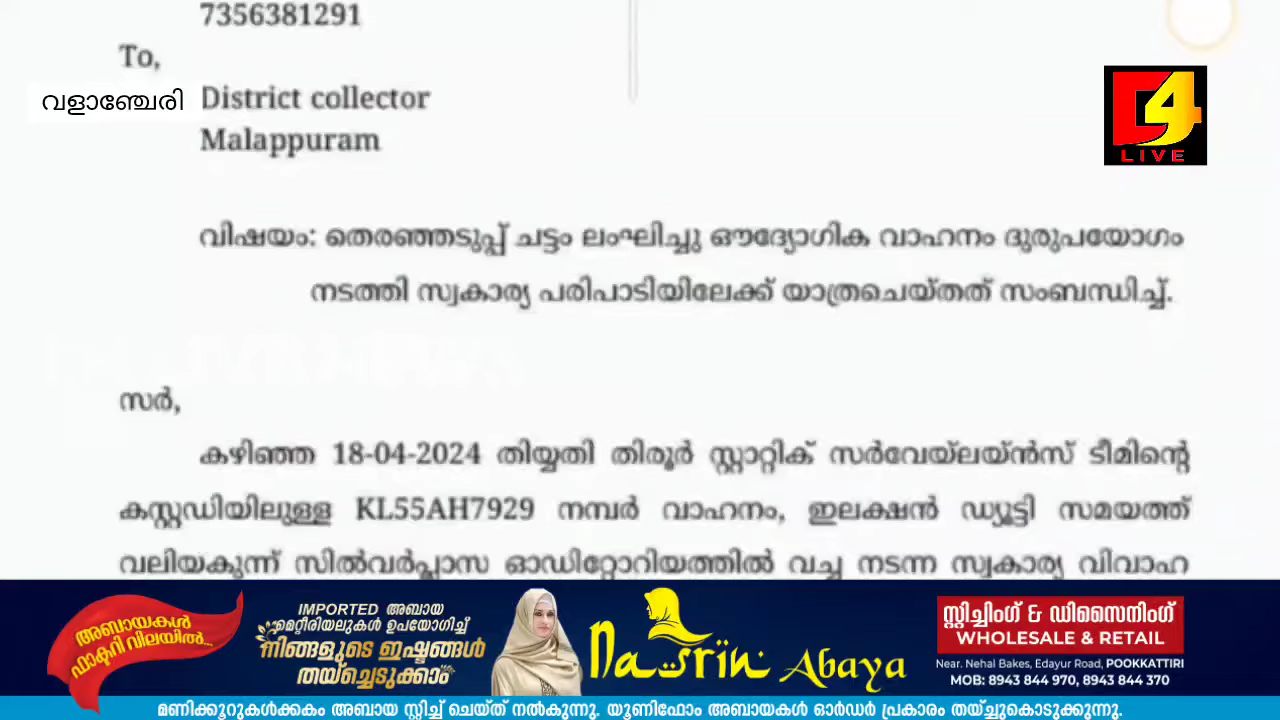 7356381291
To,
വളാഞ്ചേരി
District collector
Malappuram
വിഷയം: തെരഞ്ഞടുപ്പ് ചട്ടം ലംഘിച്ചു ഔദ്യോഗിക വാഹനം ദുരുപയോഗം
നടത്തി സ്വകാര്യ പരിപാടിയിലേക്ക് യാത്രചെയ്തത് സംബന്ധിച്ച്.
സർ,
കഴിഞ്ഞ 18-04-2024 തിയ്യതി തിരൂർ സ്റ്റാറ്റിക് സർവേയ്ലയ്ൻസ് ടീമിന്റെ
കസ്റ്റഡിയിലുള്ള KL55AH7929 നമ്പർ വാഹനം, ഇലക്ഷൻ ഡ്യൂട്ടി സമയത്ത്
വലിയകുന്ന് സിൽവർപ്ലാസ ഓഡിറ്റോറിയത്തിൽ വച്ച നടന്ന സ്വകാര്യ വിവാഹ
LIVE
അബായകൾ
ഫാക്ടറി വിലയിൽ...
IMPORTED അബായ
മെറ്റീരിയലുകൾ ഉപയോഗിച്ച്
നിങ്ങളുടെ ഇഷ്ടങ്ങൾ
തയ്ച്ചെടുക്കാം
Nasrin Abaya
സ്റ്റിച്ചിംഗ് & ഡിസൈനിംഗ്
WHOLESALE & RETAIL
Near. Nehal Bakes, Edayur Road, POOKKATTIRI
MOB: 8943 844 970, 8943 844 370
മണിക്കൂറുകൾക്കകം അബായ സ്റ്റിച്ച് ചെയ്ത് നൽകുന്നു. യൂണിഫോം അബായകൾ ഓർഡർ പ്രകാരം തയ്ച്ചുകൊടുക്കുന്നു.